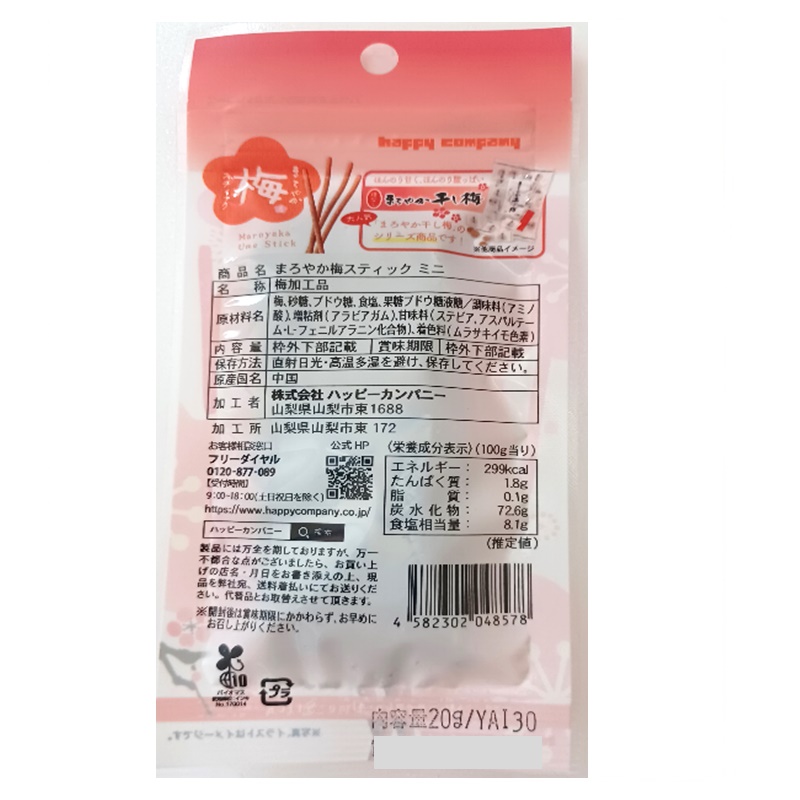 happy company
梅
Maroyaka
Ume Stick
ほんのり甘く、ほんのり酸っぱい
まろやか干し梅
大人気
"まろやか干し梅"の
シリーズ商品です!
※本商品イメージ
商品名 まろやか梅スティック ミニ
名称 梅加工品
原材料名 梅、砂糖、ブドウ糖、食塩、果糖ブドウ糖液糖/調味料(アミノ
酸)、増粘剤(アラビアガム)、甘味料(ステビア、アスパルテー
ム・L-フェニルアラニン化合物)、着色料(ムラサキイモ色素)
内容量 枠外下部記載 賞味期限 枠外下部記載
保存方法 直射日光・高温多湿を避け、保存してください。
原産国名 中国
加工者 株式会社 ハッピーカンパニー
山梨県山梨市東1688
加工所 山梨県山梨市東 172
お客様相談窓口 公式HP
フリーダイヤル
0120-877-089
【受付時間】
9:00-18:00(土日祝日を除く)
https://www.happycompany.co.jp/
ハッピーカンパニー
(栄養成分表示)(100g当り)
エネルギー: 299kcal
たんぱく質: 1.8g
脂質: 0.1g
炭水化物: 72.6g
食塩相当量: 8.1g
(推定値)
製品には万全を期しておりますが、万一
不都合な点がございましたら、お買い上
げの店名・月日をお書き添えの上、現
品を弊社宛、送料着払いにてお送りくだ
さい。代替品とお取替えさせて頂きます。
※開封後は賞味期限にかかわらず、お早めに
お召し上がりください。
4 582302 048578
10
バイオマス
No.170014
プラ
内容量20g/YAI30